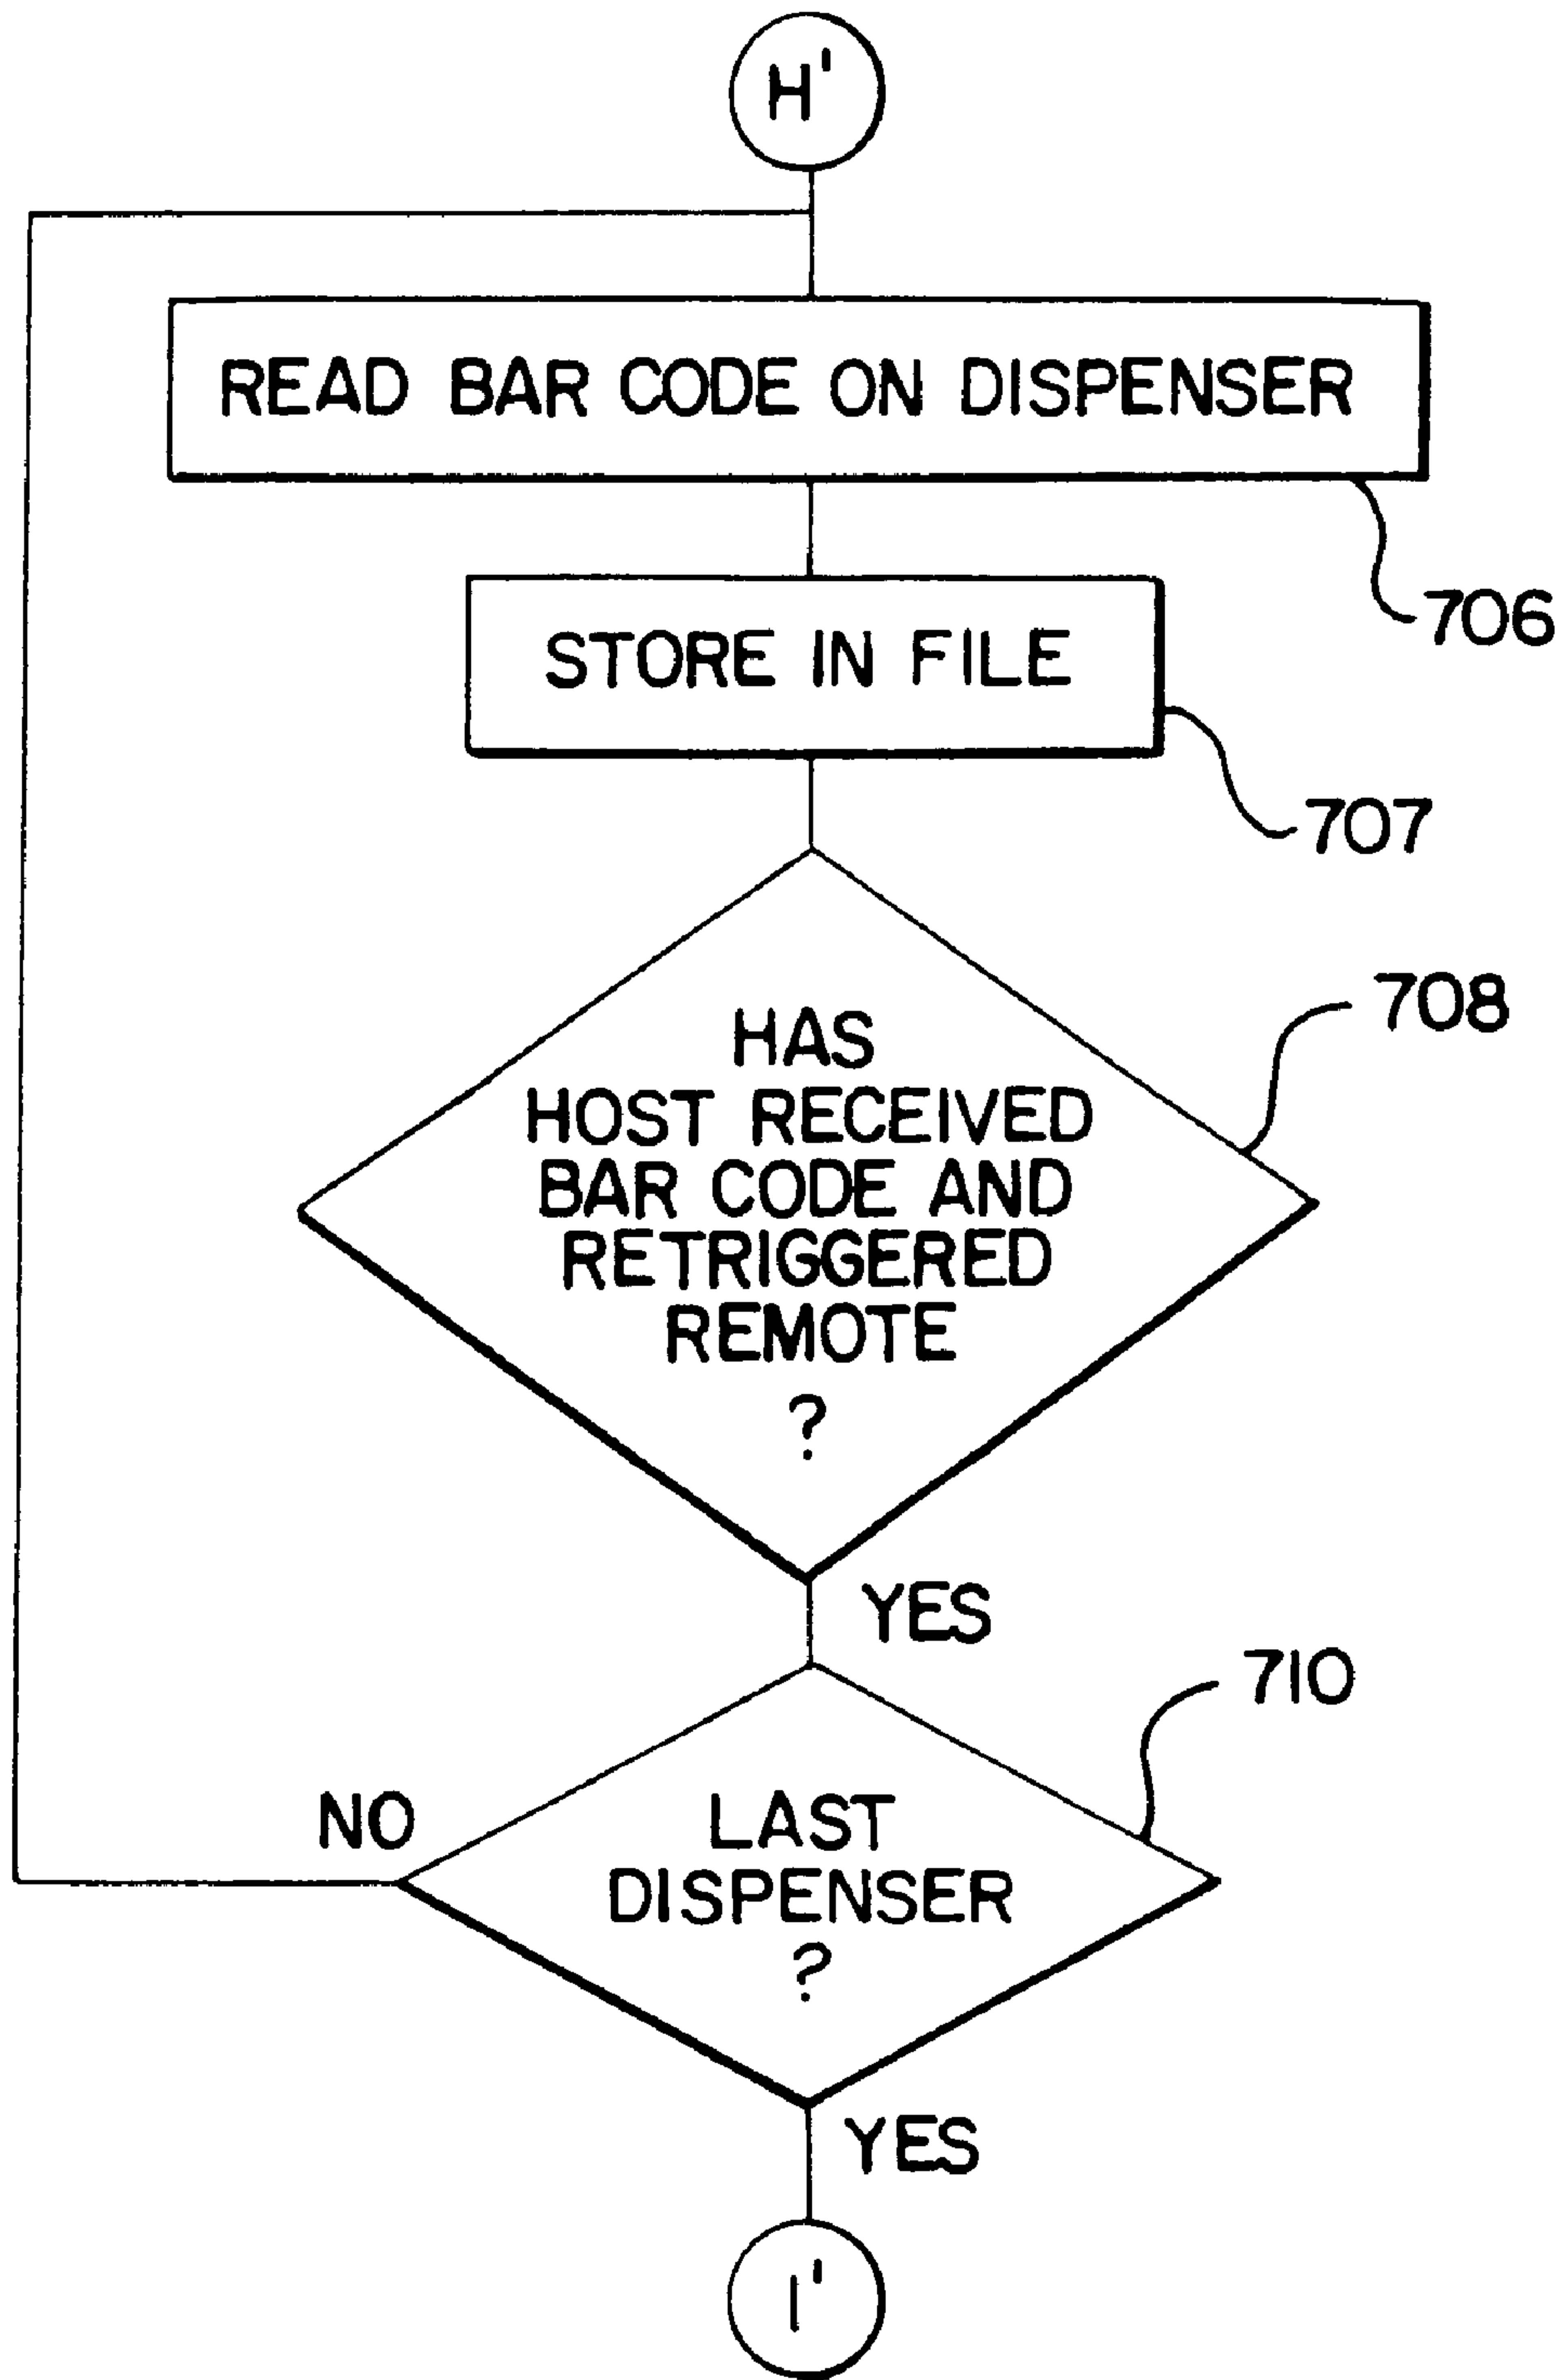 H'
READ BAR CODE ON DISPENSER
706
STORE IN FILE
707
708
HAS
HOST RECEIVED
BAR CODE AND
RETRIGGERED
REMOTE
?
YES
710
NO
LAST
DISPENSER
?
YES
I'